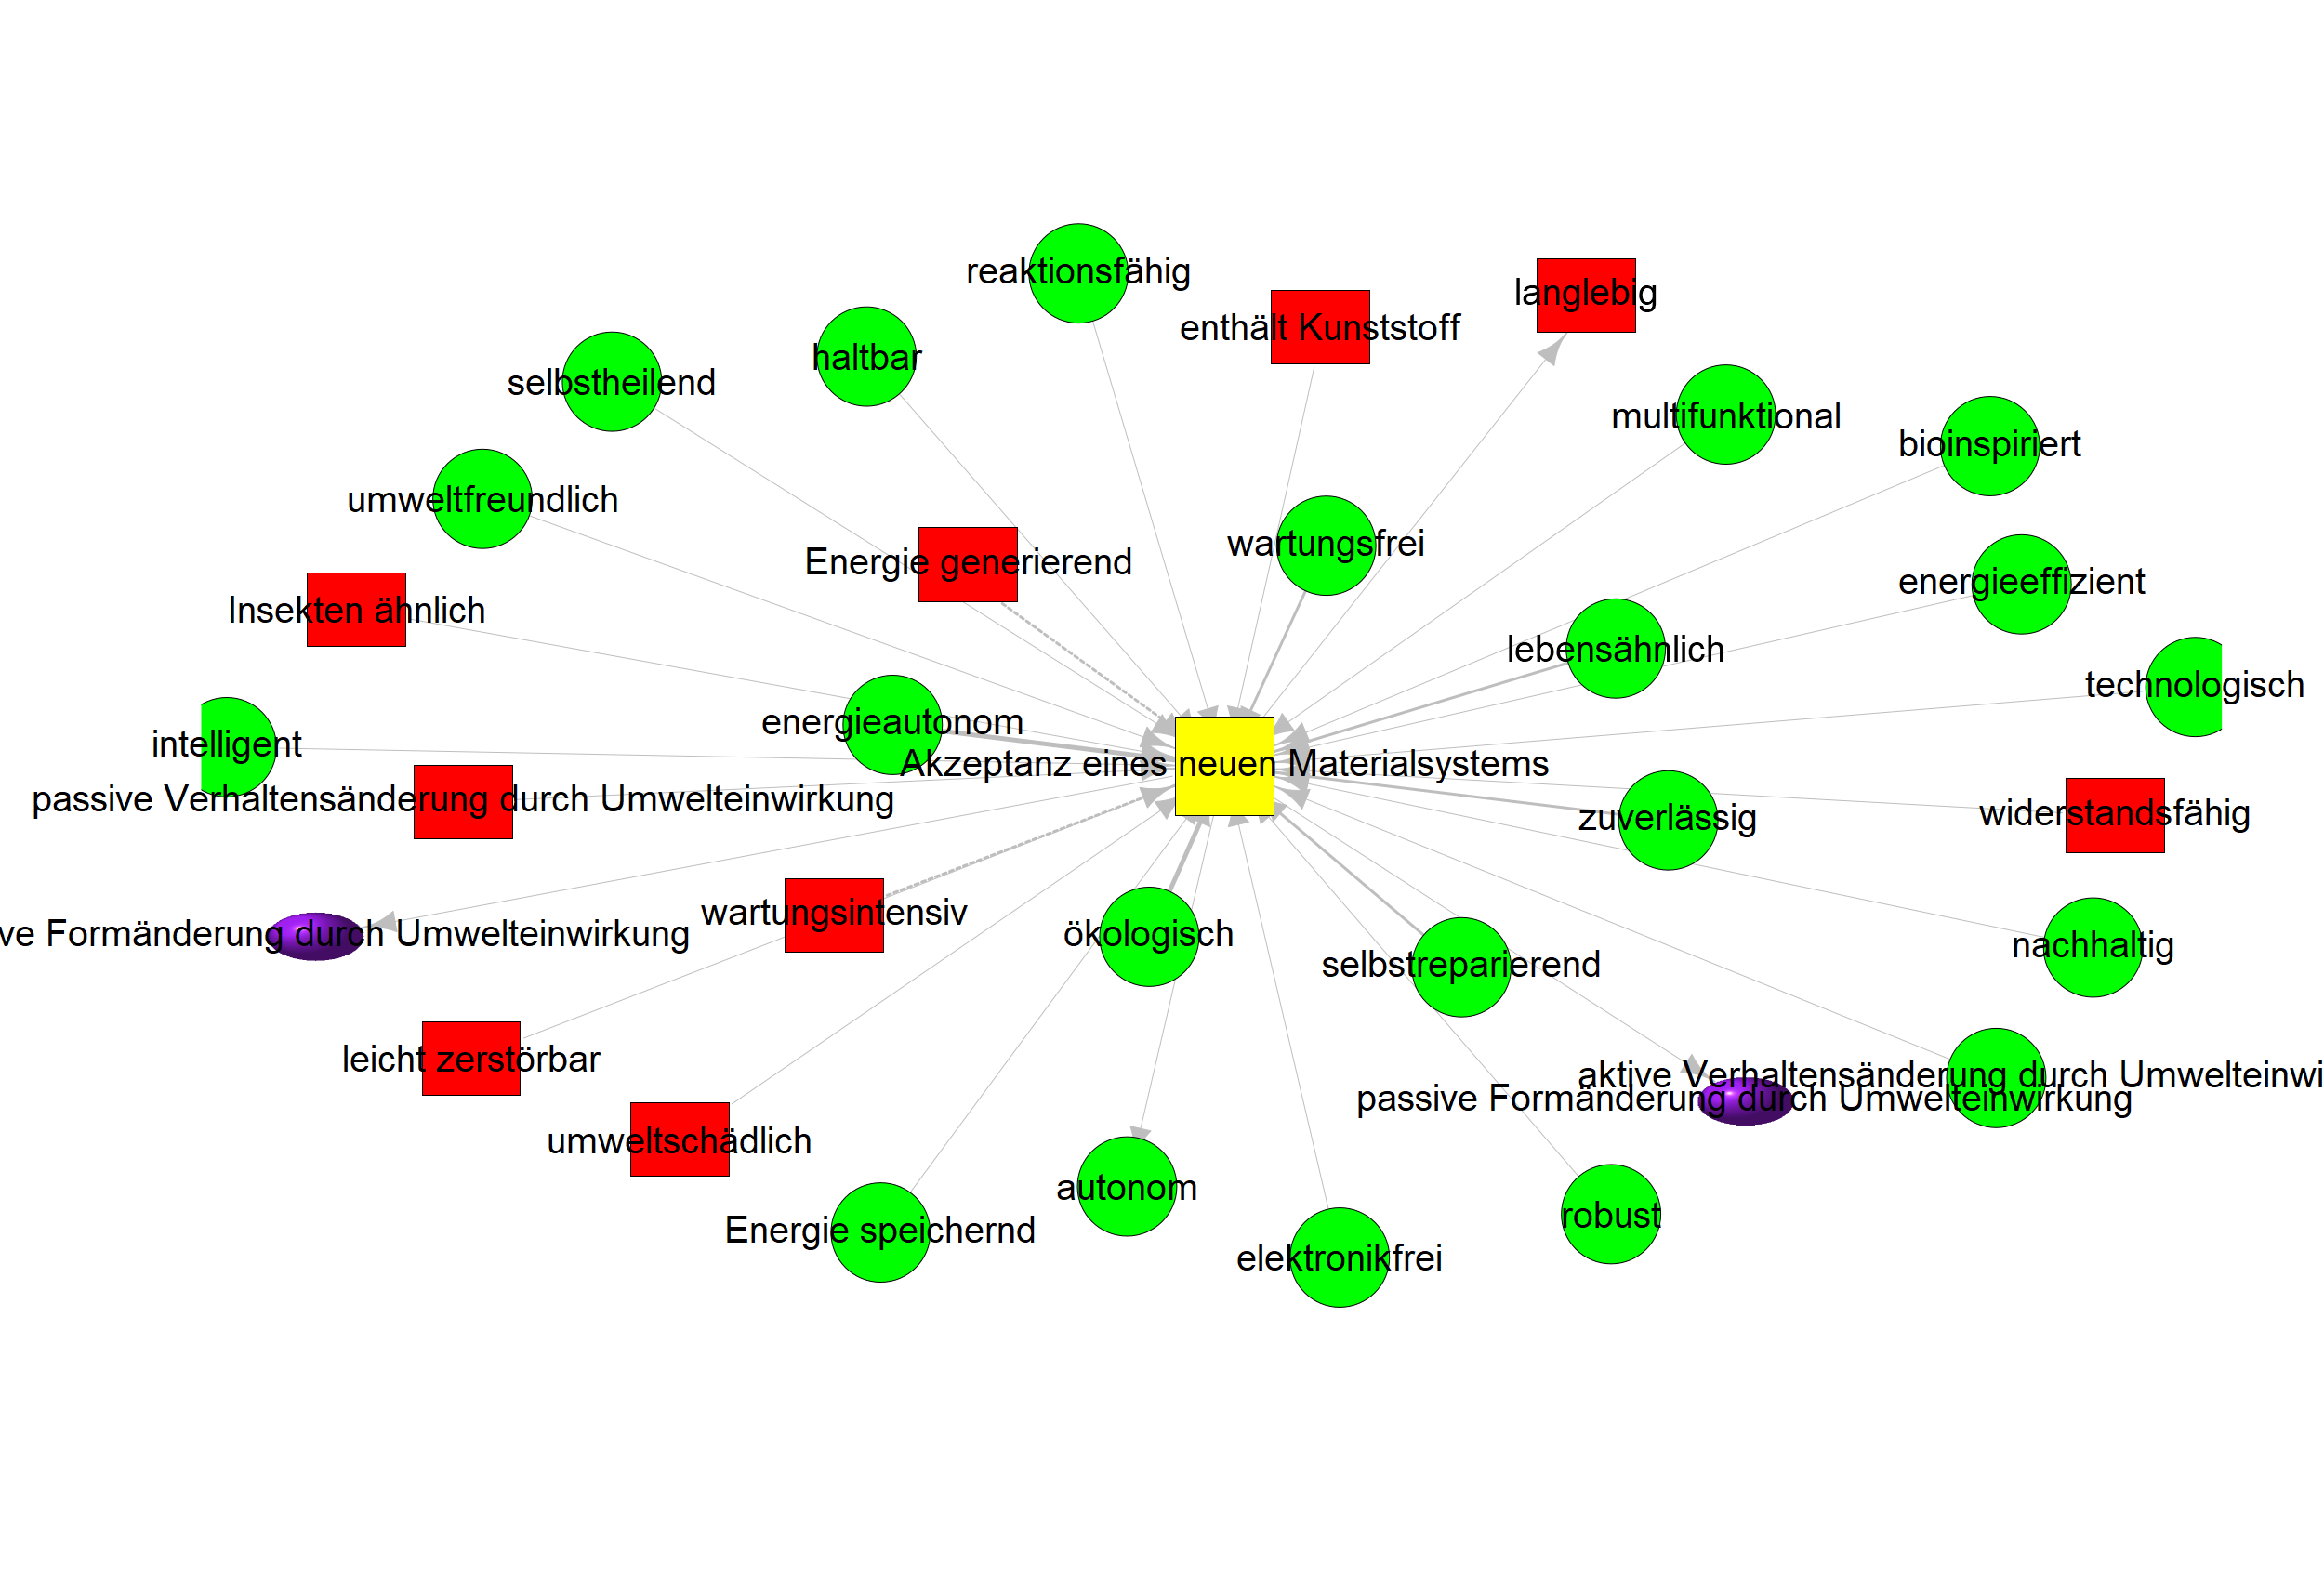 reaktionsfähig
langlebig
enthält Kunststoff
haltbar
selbstheilend
multifunktional
bioinspiriert
umweltfreundlich
wartungsfrei
Energie generierend
energieeffizient
Insekten ähnlich
lebensähnlich
technologisch
energieautonom
intelligent
Akzeptanz eines neuen Materialsystems
passive Verhaltensänderung durch Umwelteinwirkung
zuverlässig
widerstandsfähig
wartungsintensiv
ve Formänderung durch Umwelteinwirkung
ökologisch
nachhaltig
selbstreparierend
leicht zerstörbar
aktive Verhaltensänderung durch Umwelteinwi
passive Formänderung durch Umwelteinwirkung
umweltschädlich
autonom
robust
Energie speichernd
elektronikfrei